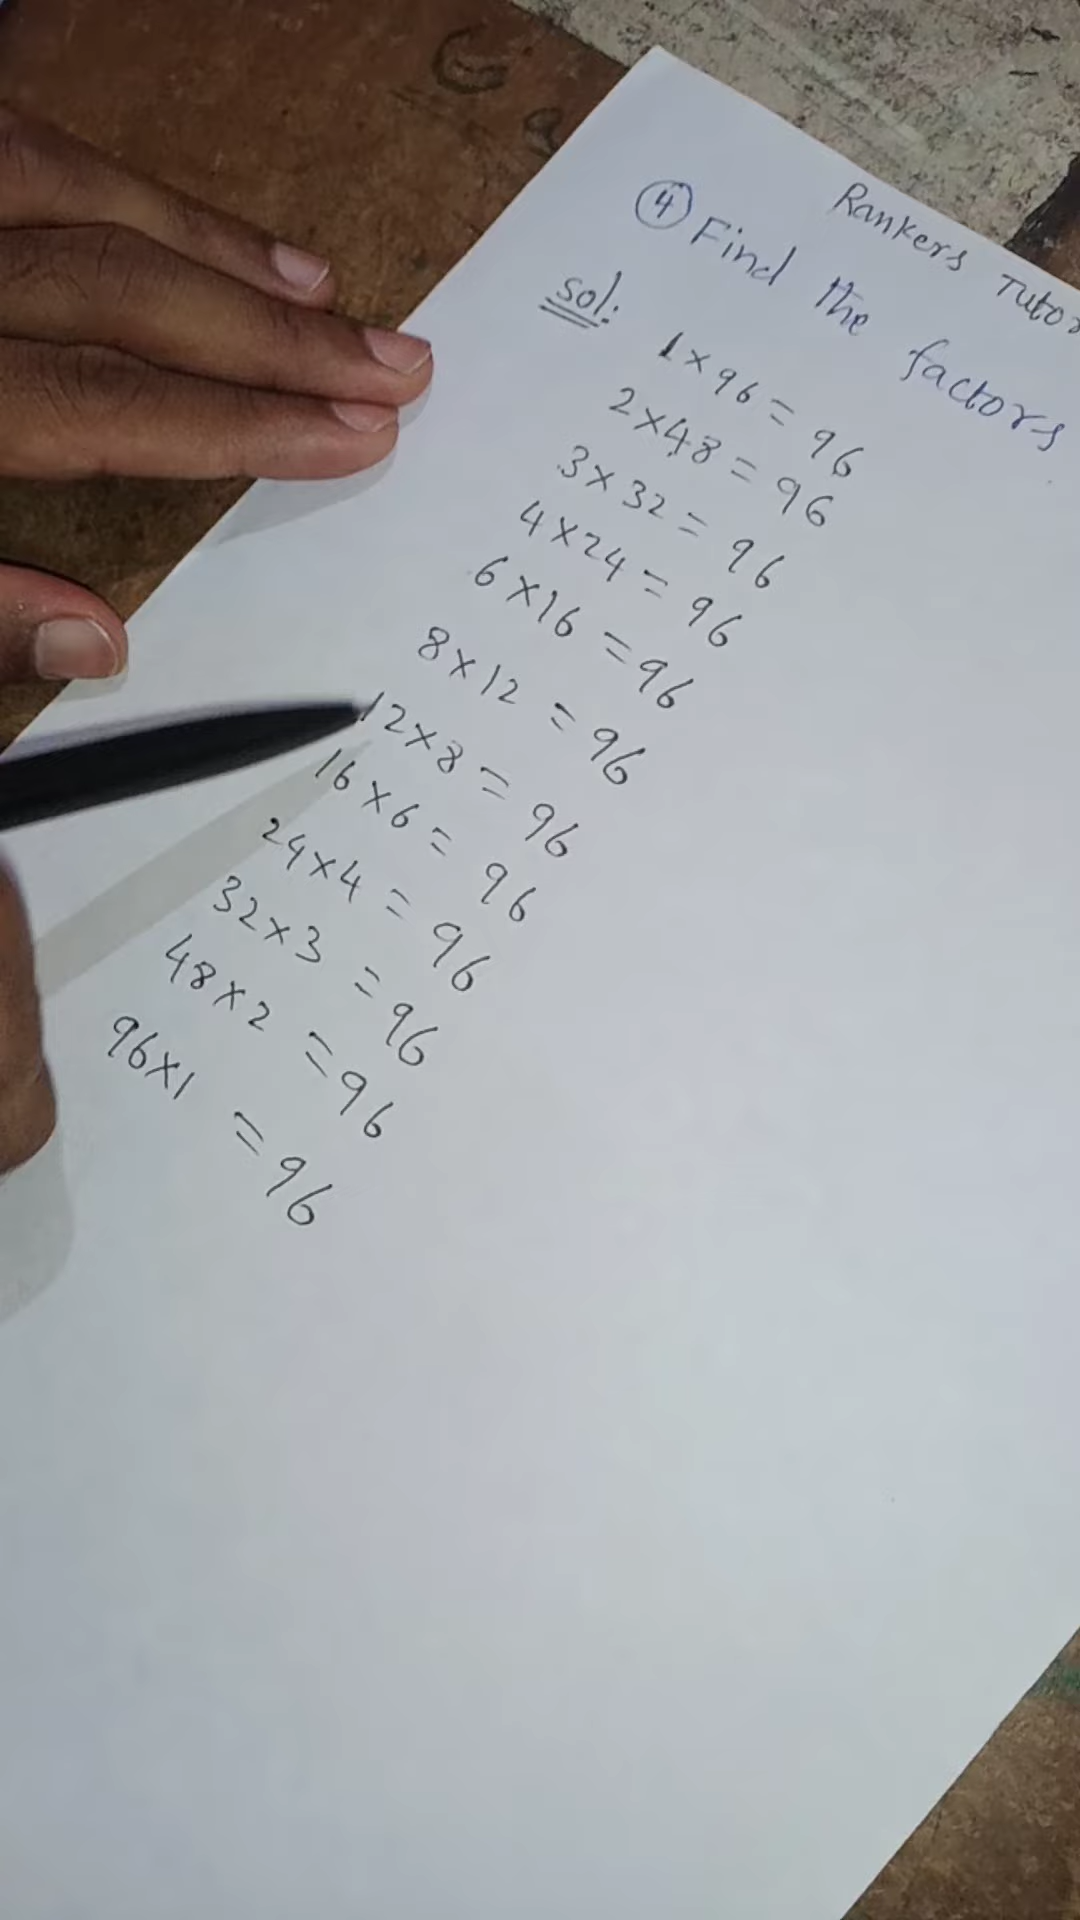 Rankers Tutor
④ Find the factors
Sol:
1 × 96 = 96
2 × 48 = 96
3 × 32 = 96
4 × 24 = 96
6 × 16 = 96
8 × 12 = 96
12 × 8 = 96
16 × 6 = 96
24 × 4 = 96
32 × 3 = 96
48 × 2 = 96
96 × 1 = 96